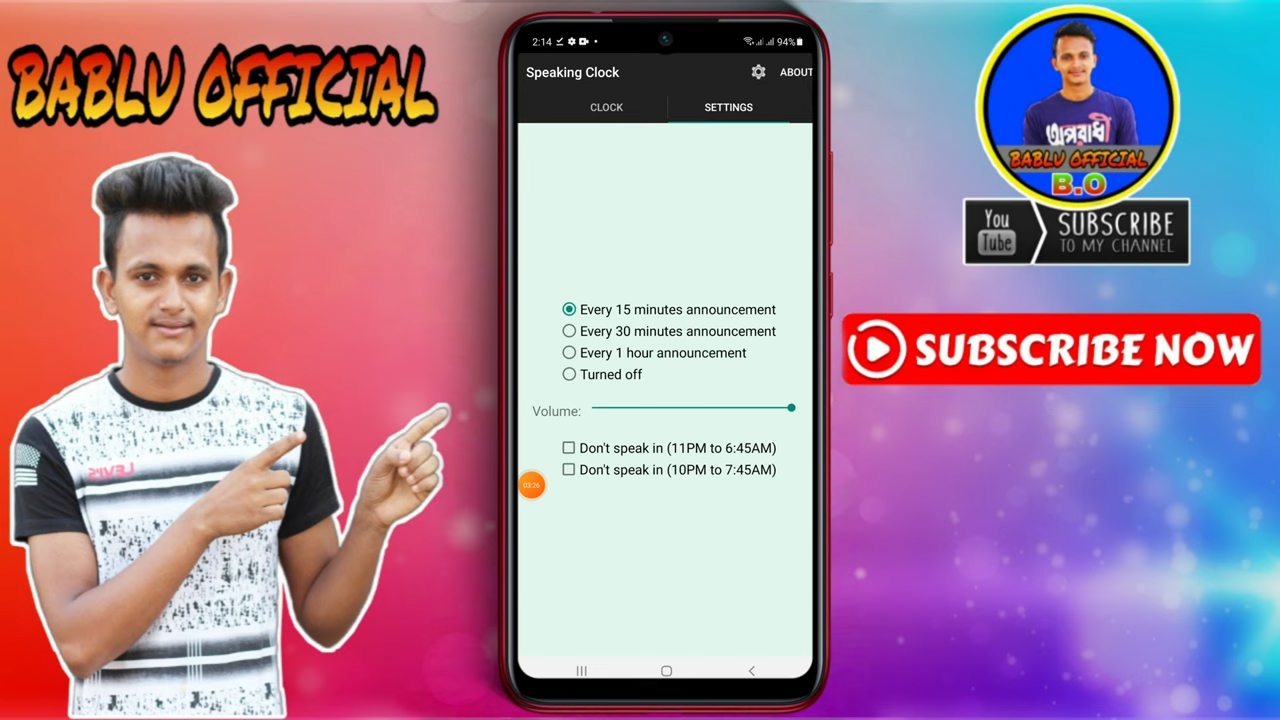 BABLU OFFICIAL
2:14
94%
Speaking Clock
ABOUT
CLOCK
SETTINGS
Every 15 minutes announcement
Every 30 minutes announcement
Every 1 hour announcement
Turned off
Volume:
Don't speak in (11PM to 6:45AM)
Don't speak in (10PM to 7:45AM)
03:26
অপরাধী
BABLU OFFICIAL
B.O
You
Tube
SUBSCRIBE
TO MY CHANNEL
SUBSCRIBE NOW
LEVI'S